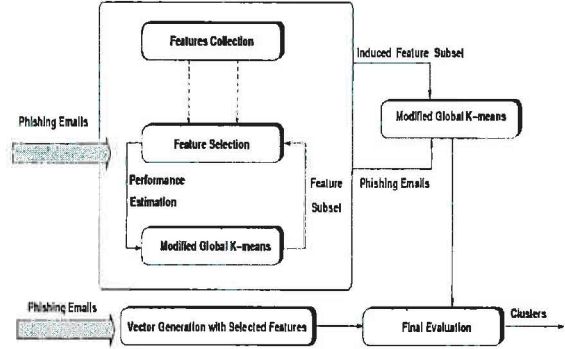 Features Collection
Induced Feature Subsel
Phishing Emails
Modified Global K-means
Feature Selection
Phishing Emails
Performance
Estimation
Feature
Subset
Modified Global K-means
Phishing Emails
Clusters
Vector Generation with Selected Features
Final Evaluation